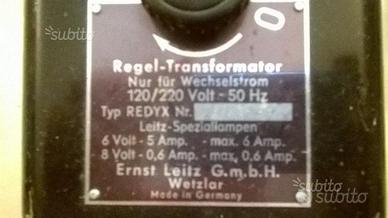 subito
O
Regel-Transformator
Nur für Wechselstrom
120/220 Volt - 50 Hz
Typ REDYX Nr.
Leitz-Speziallampen
6 Volt - 5 Amp. - max. 6 Amp.
8 Volt - 0,6 Amp. - max. 0,6 Amp.
Ernst Leitz G.m.b.H.
Wetzlar
Made in Germany
subito
subito